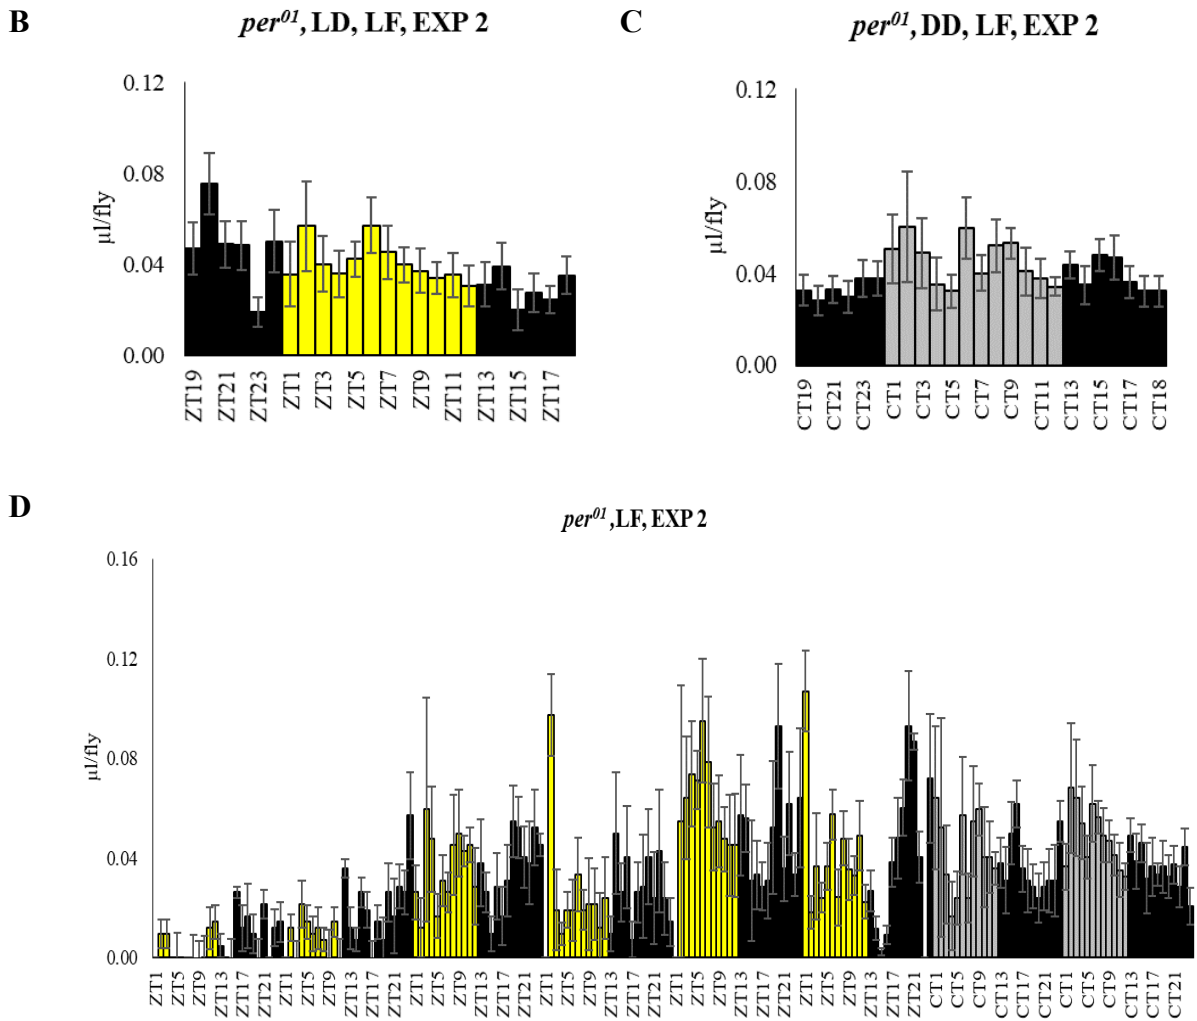 B
per01, LD, LF, EXP 2
0.12
0.08
0.04
0.00
µl/fly
ZT19 ZT21 ZT23 ZT1 ZT3 ZT5 ZT7 ZT9 ZT11 ZT13 ZT15 ZT17
C
per01, DD, LF, EXP 2
0.12
0.08
0.04
0.00
µl/fly
CT19 CT21 CT23 CT1 CT3 CT5 CT7 CT9 CT11 CT13 CT15 CT17 CT18
D
per01,LF, EXP 2
0.16
0.12
0.08
0.04
0.00
µl/fly
ZT1 ZT5 ZT9 ZT13 ZT17 ZT21 ZT1 ZT5 ZT9 ZT13 ZT17 ZT21 ZT1 ZT5 ZT9 ZT13 ZT17 ZT21 ZT1 ZT5 ZT9 ZT13 ZT17 ZT21 ZT1 ZT5 ZT9 ZT13 ZT17 ZT21 ZT1 ZT5 ZT9 ZT13 ZT17 ZT21 CT1 CT5 CT9 CT13 CT17 CT21 CT1 CT5 CT9 CT13 CT17 CT21